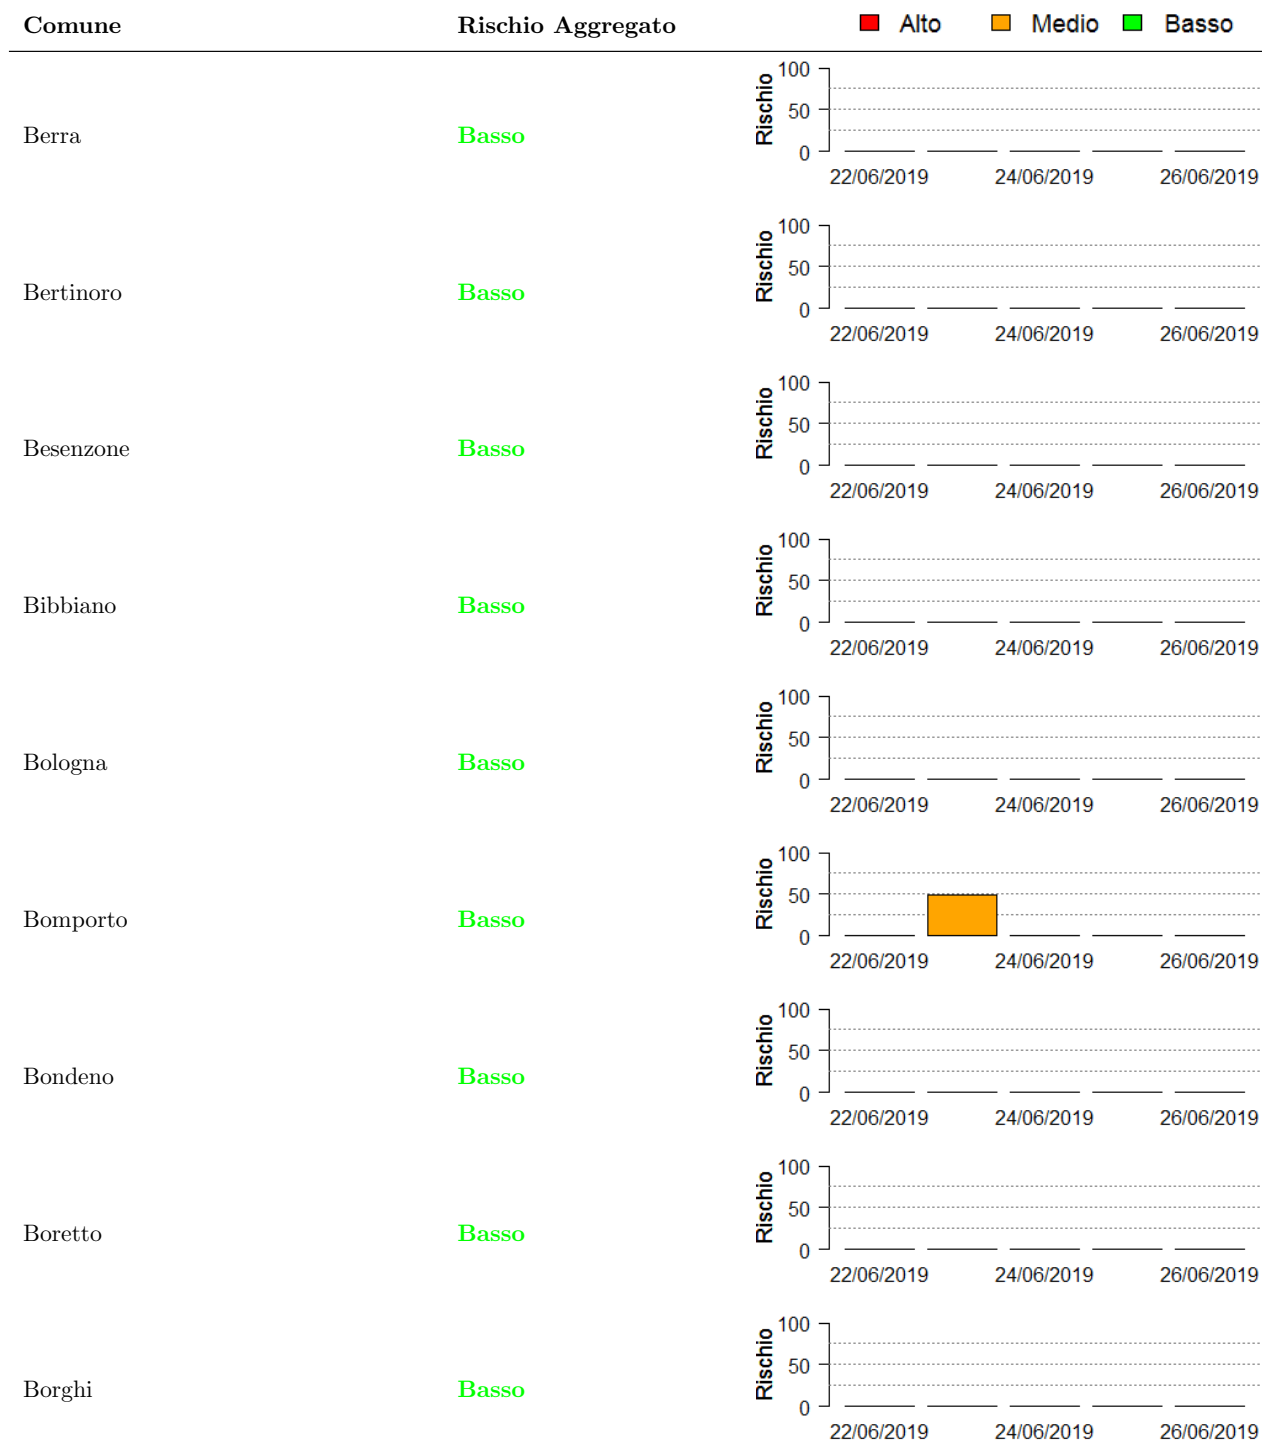 Comune Rischio Aggregato Alto Medio Basso
100
50
0
Rischio
Berra Basso
22/06/2019 24/06/2019 26/06/2019
100
50
0
Rischio
Bertinoro Basso
22/06/2019 24/06/2019 26/06/2019
100
50
0
Rischio
Besenzone Basso
22/06/2019 24/06/2019 26/06/2019
100
50
0
Rischio
Bibbiano Basso
22/06/2019 24/06/2019 26/06/2019
100
50
0
Rischio
Bologna Basso
22/06/2019 24/06/2019 26/06/2019
100
50
0
Rischio
Bomporto Basso
22/06/2019 24/06/2019 26/06/2019
100
50
0
Rischio
Bondeno Basso
22/06/2019 24/06/2019 26/06/2019
100
50
0
Rischio
Boretto Basso
22/06/2019 24/06/2019 26/06/2019
100
50
0
Rischio
Borghi Basso
22/06/2019 24/06/2019 26/06/2019